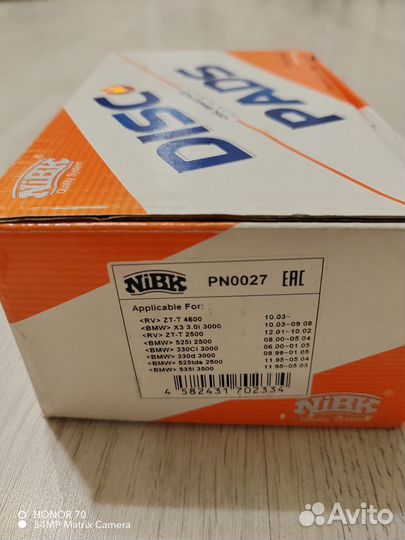 DISC
PADS
NiBK
Quality System
NiBK PN0027 EAC
Applicable For:
<RV> ZT-T 4600 10.03-
<BMW> X3 3.0i 3000 10.03-09.08
<RV> ZT-T 2500 12.01-10.02
<BMW> 525i 2500 08.00-05.04
<BMW> 330Ci 3000 06.00-01.05
<BMW> 330d 3000 08.99-01.05
<BMW> 525tds 2500 11.95-05.04
<BMW> 535i 3500 11.95-05.03
4 582431 702334
NiBK
HONOR 70
54MP Matrix Camera
Avito